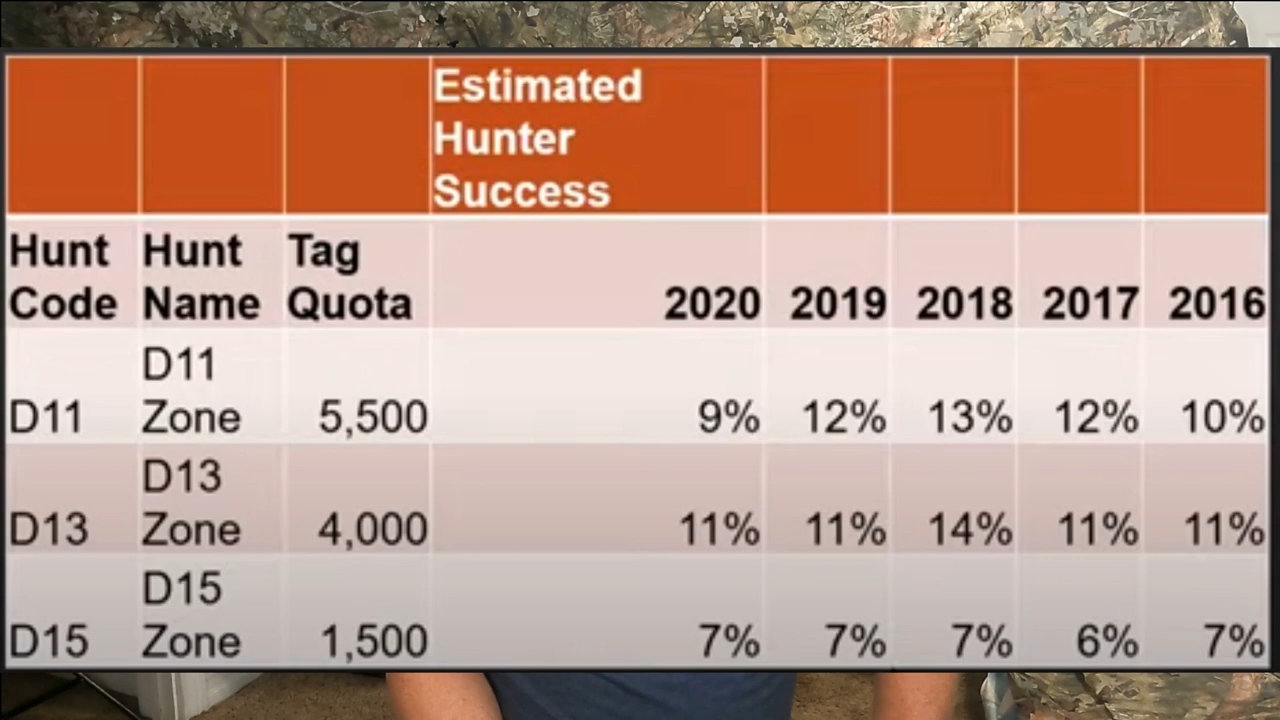 Estimated
Hunter
Success
Hunt Code Hunt Name Tag Quota 2020 2019 2018 2017 2016
D11 D11 Zone 5,500 9% 12% 13% 12% 10%
D13 D13 Zone 4,000 11% 11% 14% 11% 11%
D15 D15 Zone 1,500 7% 7% 7% 6% 7%